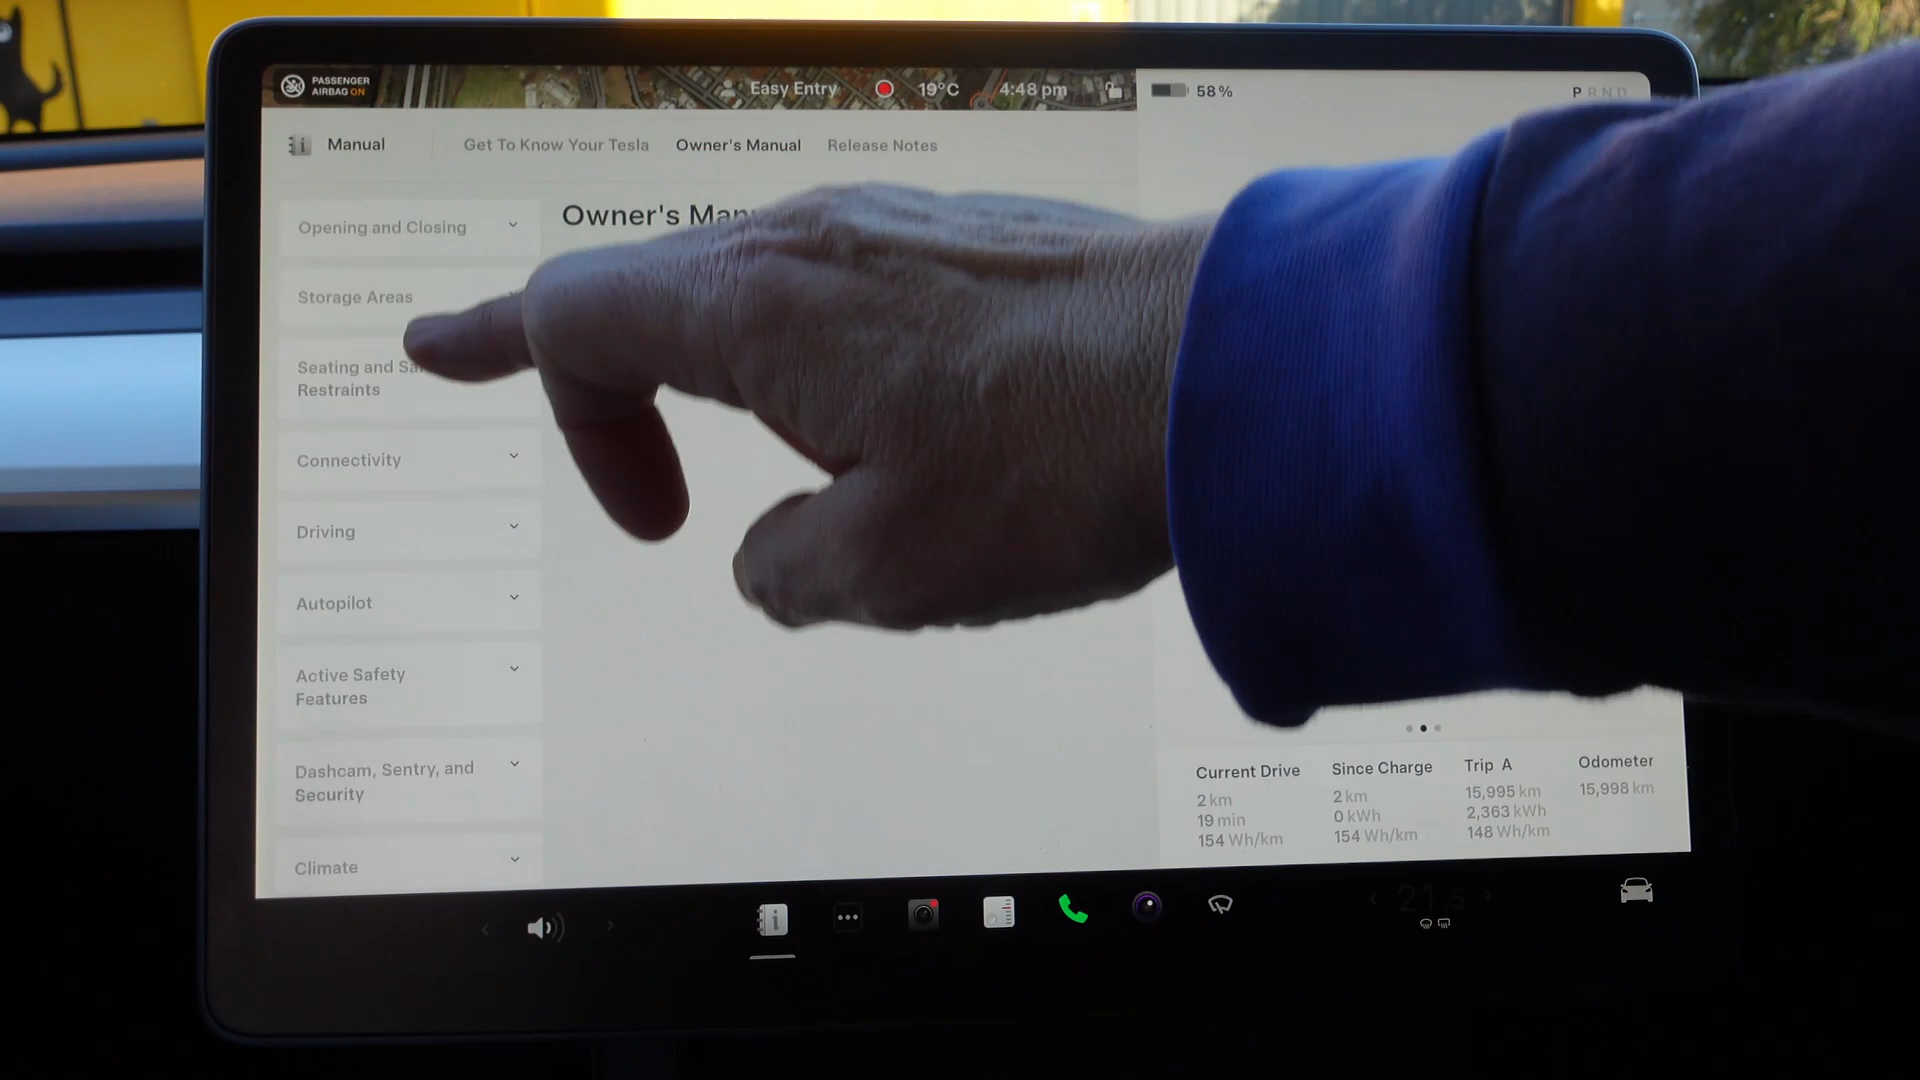 PASSENGER
AIRBAG ON
Easy Entry
19°C
4:48 pm
58 %
P R N D
Manual
Get To Know Your Tesla
Owner's Manual
Release Notes
Opening and Closing
Storage Areas
Seating and
Restraints
Connectivity
Driving
Autopilot
Active Safety
Features
Dashcam, Sentry, and
Security
Climate
Owner's
Current Drive
2 km
19 min
154 Wh/km
Since Charge
2 km
0 kWh
154 Wh/km
Trip A
15,995 km
2,363 kWh
148 Wh/km
Odometer
15,998 km
21.5